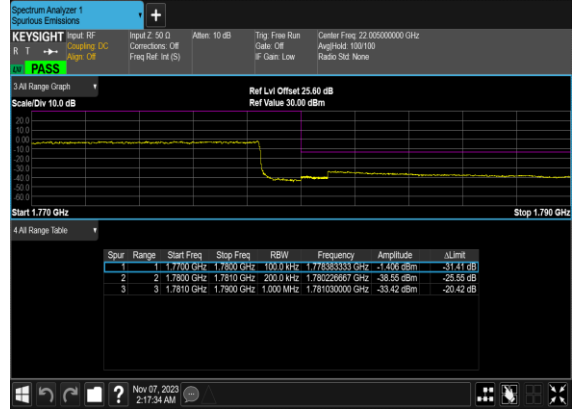 Spectrum Analyzer 1
Spurious Emissions
KEYSIGHT Input: RF Input Z: 50 Ω Atten: 10 dB Trig: Free Run Center Freq: 22.005000000 GHz
R T Coupling: DC Corrections: Off Gate: Off Avg|Hold: 100/100
Align: Off Freq Ref: Int (S) IF Gain: Low Radio Std: None
PASS
3 All Range Graph
Ref Lvl Offset 25.60 dB
Scale/Div 10.0 dB Ref Value 30.00 dBm
20.0
10.0
0.00
-10.0
-20.0
-30.0
-40.0
-50.0
-60.0
Start 1.770 GHz Stop 1.790 GHz
4 All Range Table
Spur Range Start Freq Stop Freq RBW Frequency Amplitude ΔLimit
1 1 1.7700 GHz 1.7800 GHz 100.0 kHz 1.778383333 GHz -1.406 dBm -31.41 dB
2 2 1.7800 GHz 1.7810 GHz 200.0 kHz 1.780226667 GHz -38.55 dBm -25.55 dB
3 3 1.7810 GHz 1.7900 GHz 1.000 MHz 1.781030000 GHz -33.42 dBm -20.42 dB
Nov 07, 2023
2:17:34 AM